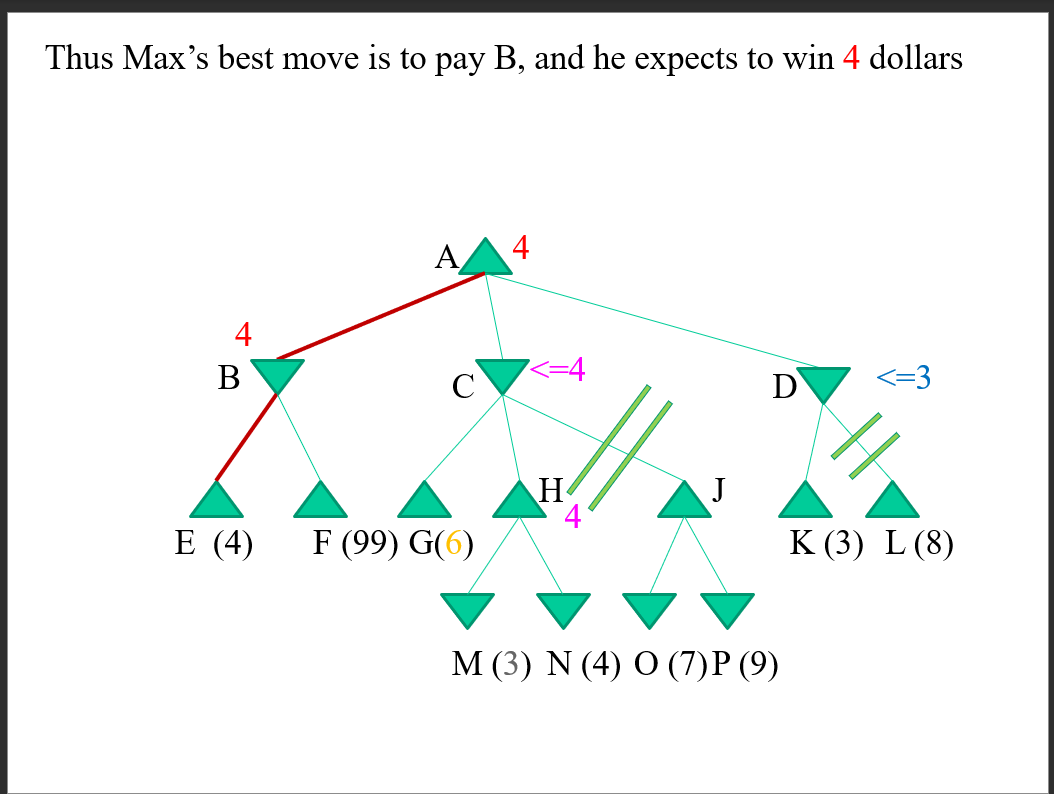 Thus Max's best move is to pay B, and he expects to win 4 dollars
A 4
4
B
C <=4
D <=3
H
4
J
E (4)
F (99) G(6)
K (3) L (8)
M (3) N (4) O (7) P (9)